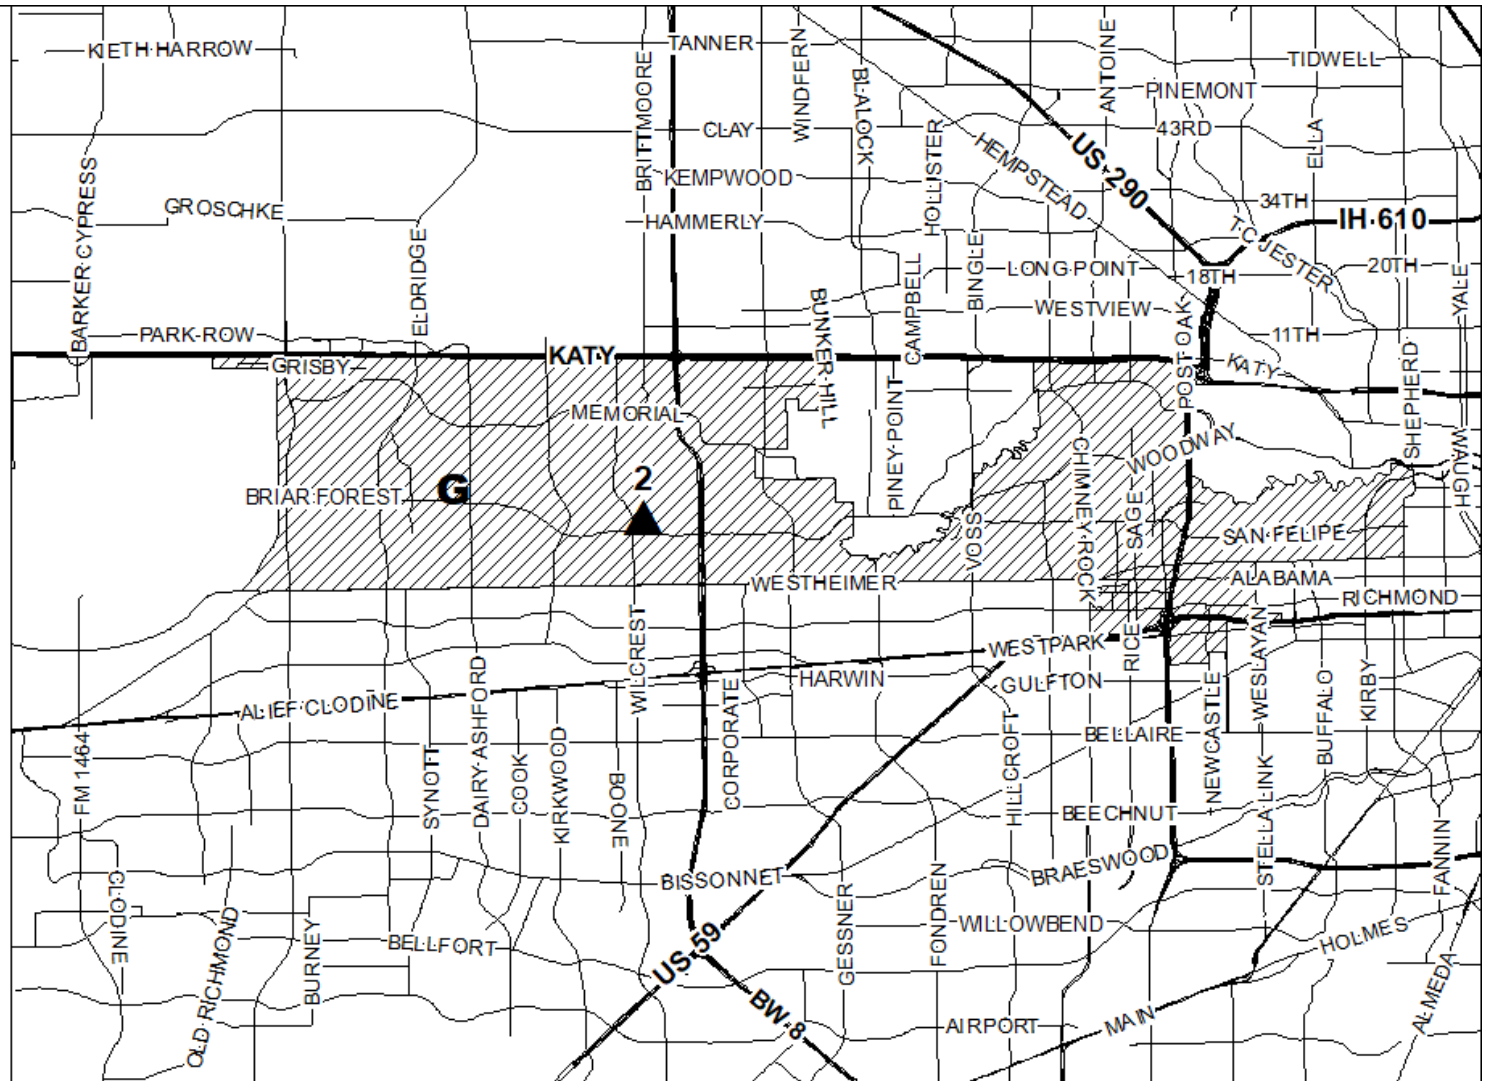 KIETH HARROW
TANNER
WINDFERN
ANTOINE
TIDWELL
BRITTMOORE
BLALOCK
PINEMONT
CLAY
HOLLISTER
43RD
ELLA
HEMPSTEAD
US 290
BARKER CYPRESS
KEMPWOOD
34TH
GROSCHKE
HAMMERLY
IH 610
T C JESTER
ELDRIDGE
BINGLE
CAMPBELL
LONG POINT
18TH
20TH
YALE
PARK ROW
BUNKER HILL
WESTVIEW
POST OAK
11TH
GRISBY
KATY
KATY
SHEPHERD
MEMORIAL
PINEY POINT
CHIMNEY ROCK
WOODWAY
WAUGH
BRIAR FOREST
G
2
VOSS
SAGE
SAN FELIPE
WESTHEIMER
ALABAMA
RICHMOND
WILCREST
WESTPARK
RICE
WESLAYAN
ALIEF CLODINE
DAIRY ASHFORD
HARWIN
GULFTON
NEWCASTLE
BUFFALO
KIRBY
FM 1464
SYNOTT
COOK
KIRKWOOD
BOONE
CORPORATE
HILLCROFT
BELLAIRE
BEECHNUT
STELLA LINK
FANNIN
CLODINE
BISSONNET
BRAESWOOD
OLD RICHMOND
BURNEY
BELLFORT
US 59
GESSNER
FONDREN
WILLOWBEND
HOLMES
BW 8
AIRPORT
MAIN
ALMEDA